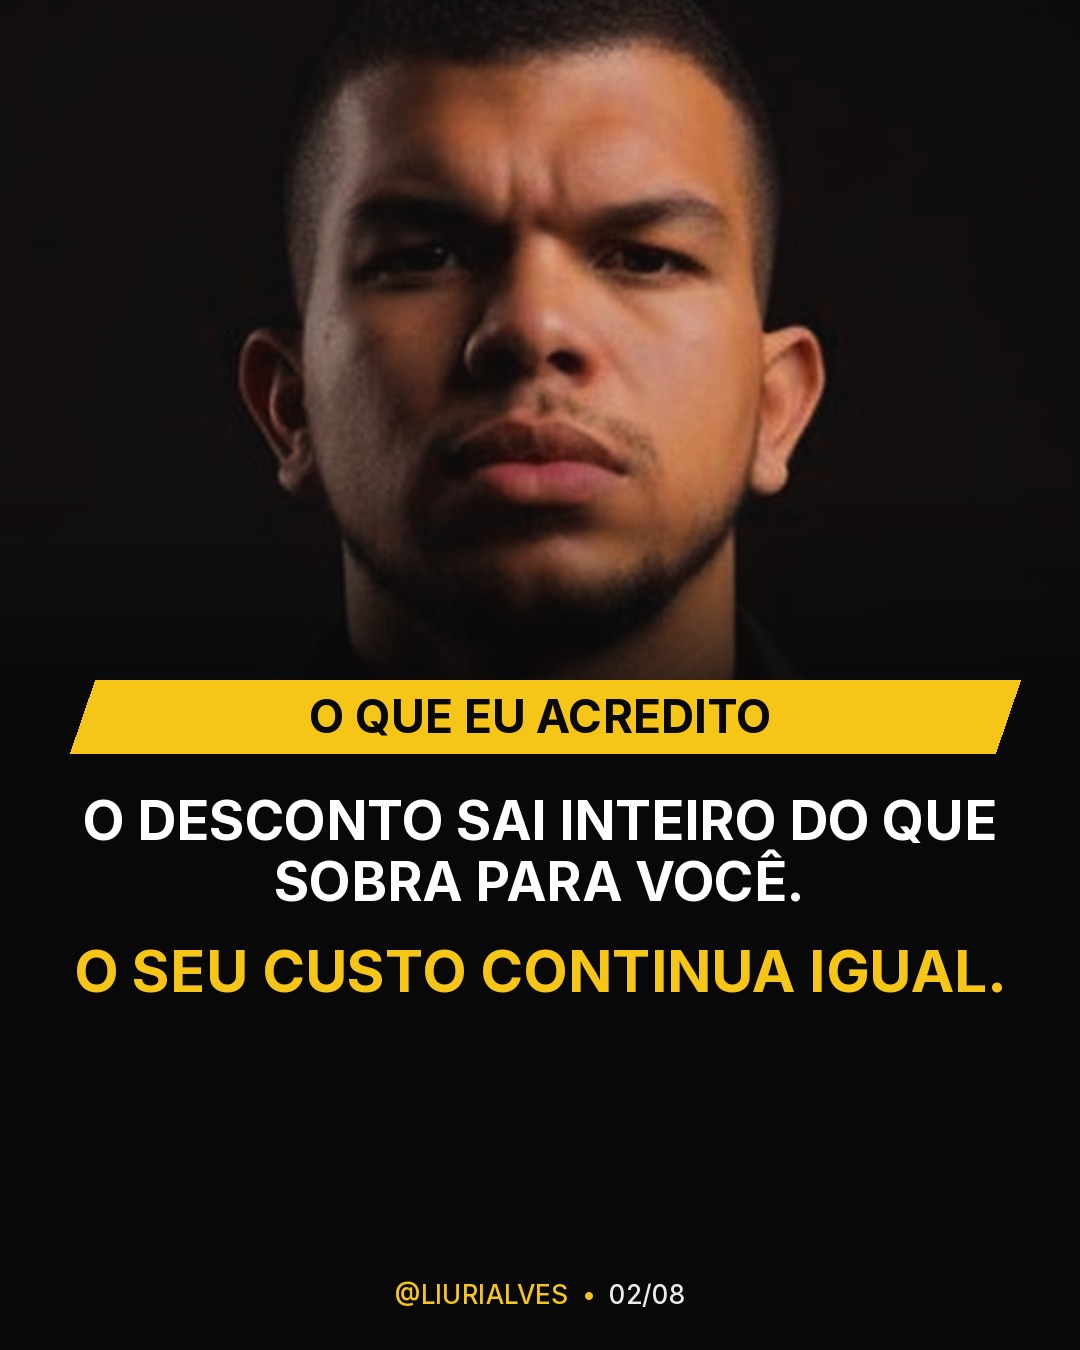 O QUE EU ACREDITO
O DESCONTO SAI INTEIRO DO QUE
SOBRA PARA VOCÊ.
O SEU CUSTO CONTINUA IGUAL.
@LIURIALVES • 02/08